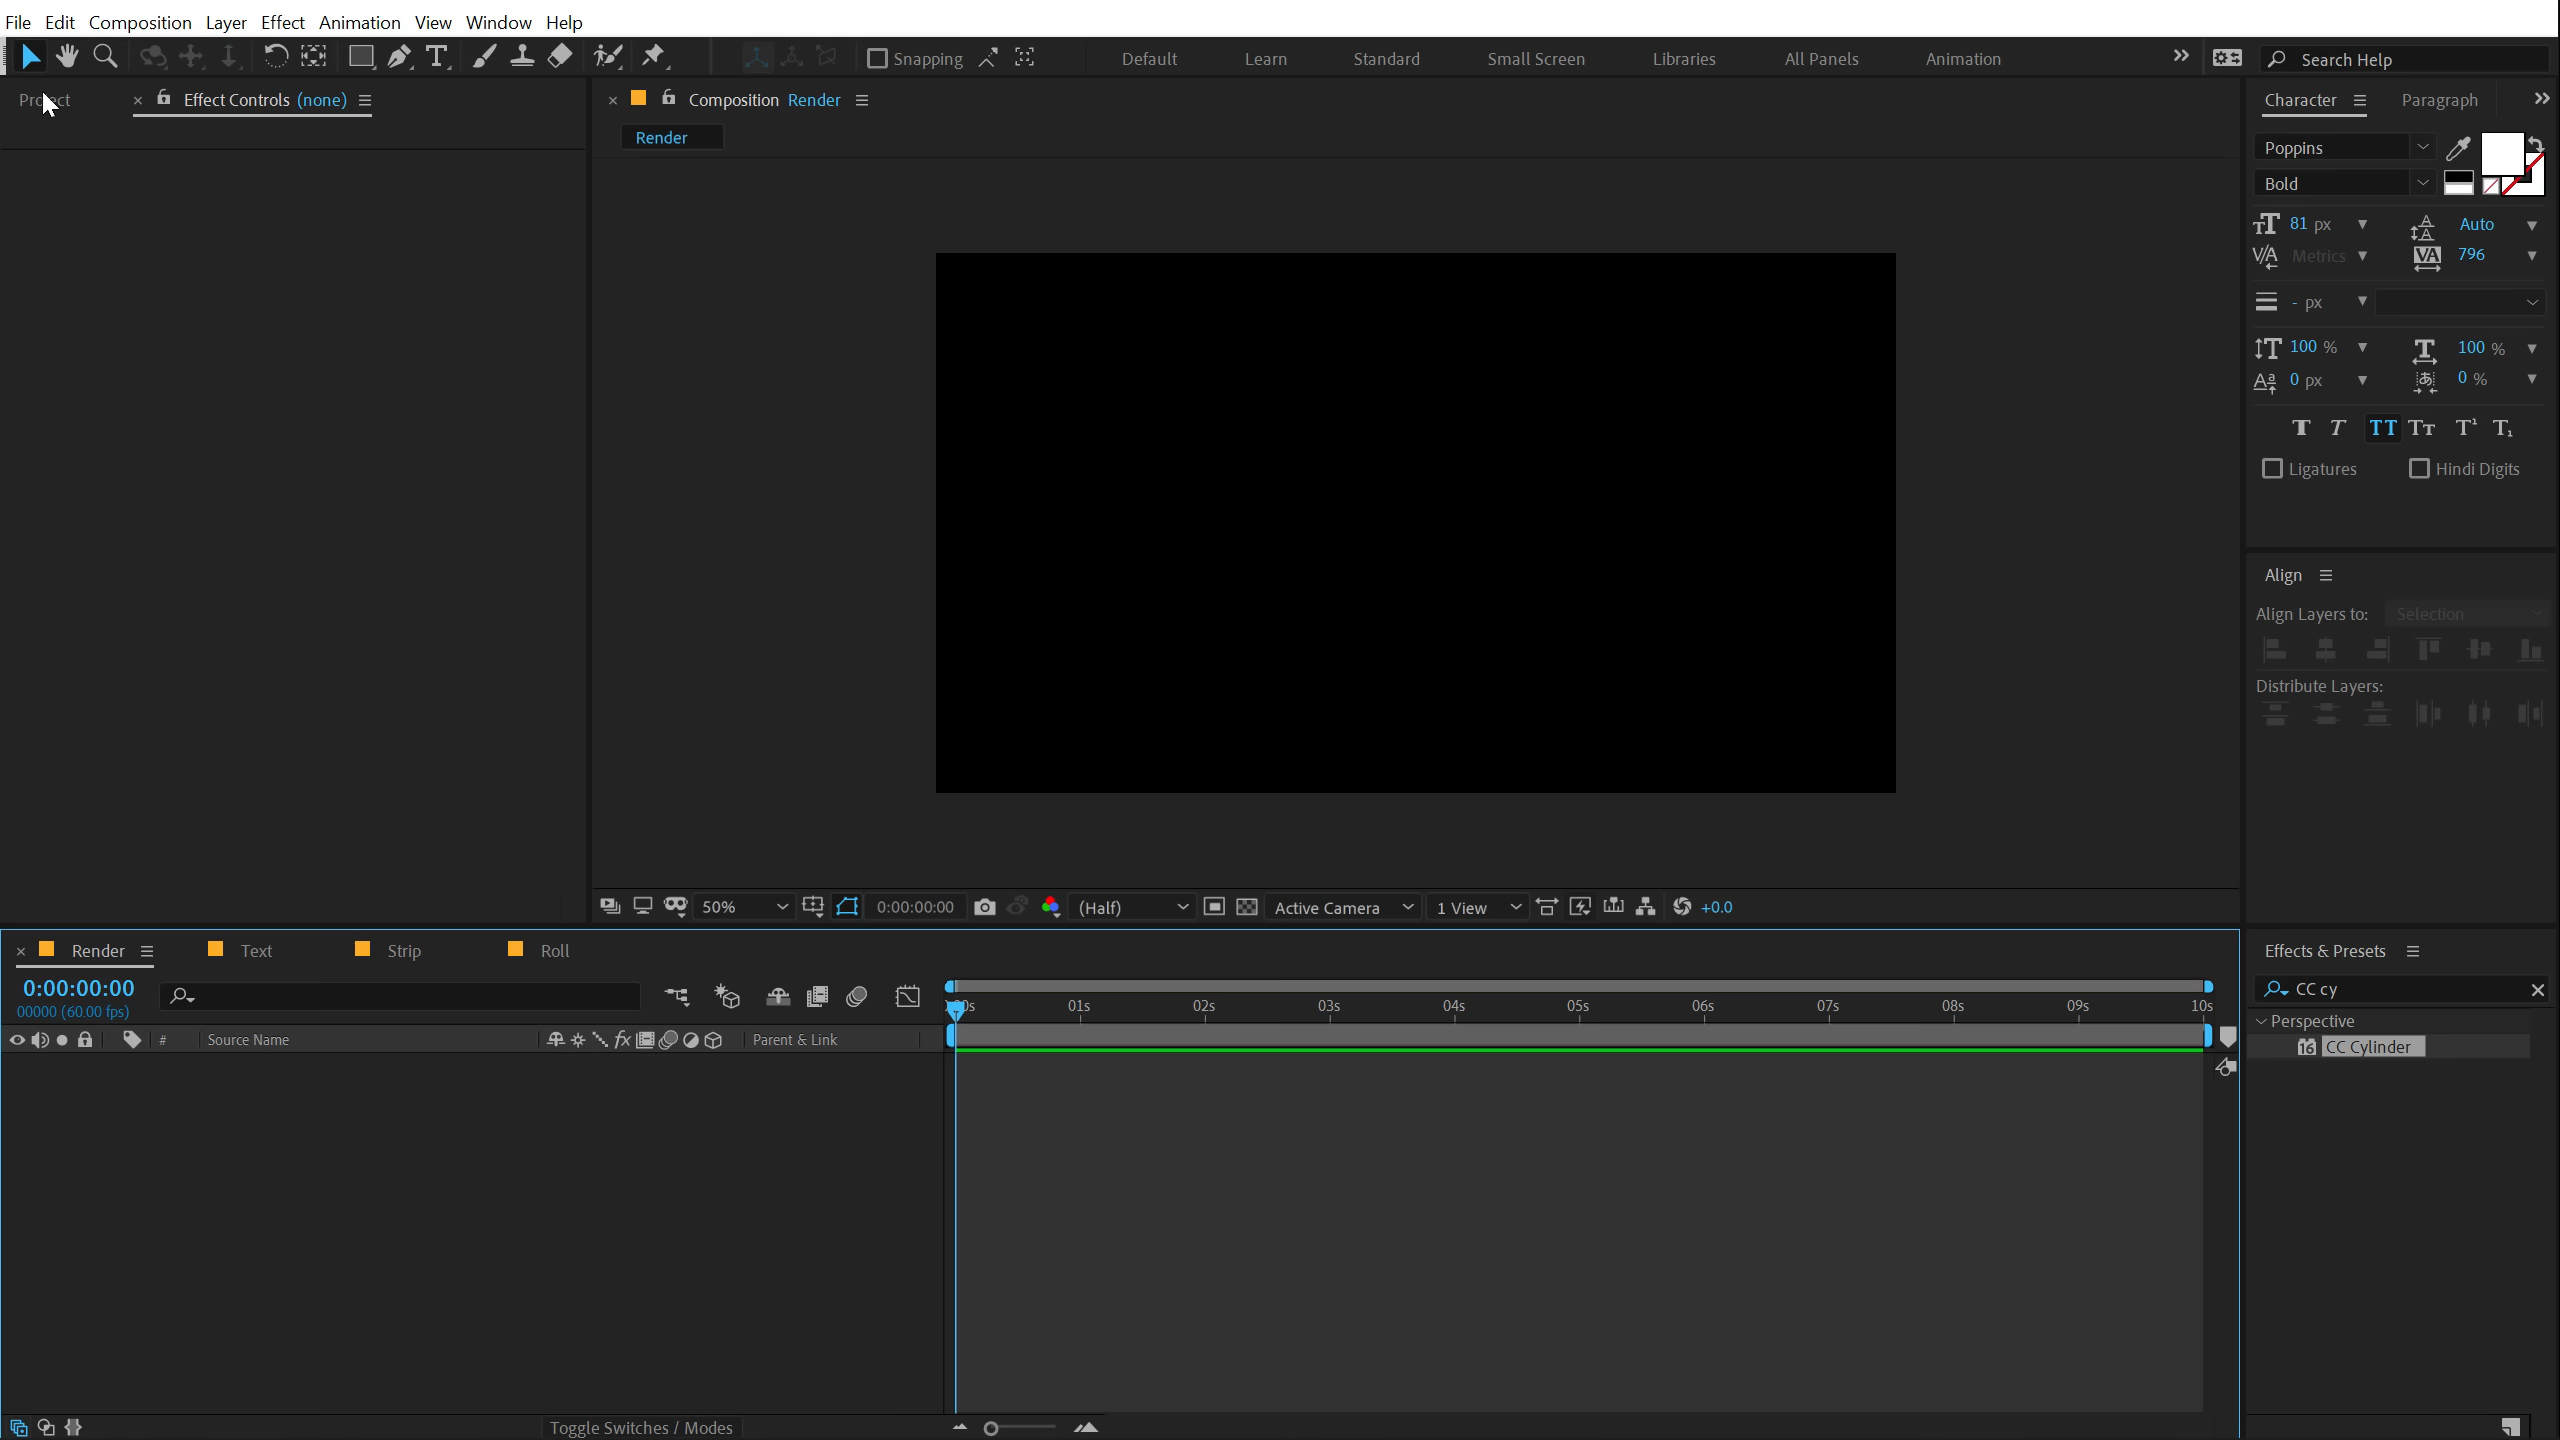 File Edit Composition Layer Effect Animation View Window Help
Snapping Default Learn Standard Small Screen Libraries All Panels Animation Search Help
Effect Controls (none)
Composition Render
Render
Character Paragraph
Poppins
Bold
81 px Auto
Metrics 796
- px
100 % 100 %
0 px 0 %
Ligatures Hindi Digits
Align
Align Layers to: Selection
Distribute Layers:
50% 0:00:00:00 (Half) Active Camera 1 View +0.0
Render Text Strip Roll
0:00:00:00
00000 (60.00 fps)
01s 02s 03s 04s 05s 06s 07s 08s 09s 10s
# Source Name Parent & Link
Toggle Switches / Modes
Effects & Presets
CC cy
Perspective
16 CC Cylinder